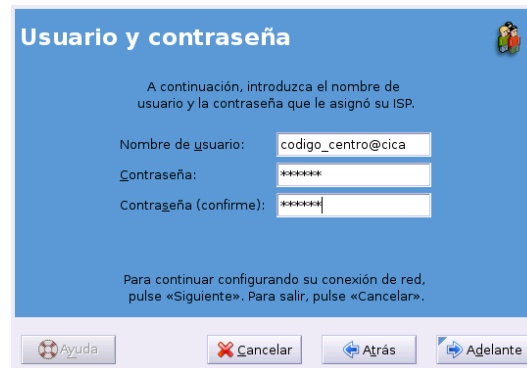 Usuario y contraseña
A continuación, introduzca el nombre de
usuario y la contraseña que le asignó su ISP.
Nombre de usuario: codigo_centro@cica
Contraseña: ******
Contraseña (confirme): ******
Para continuar configurando su conexión de red,
pulse «Siguiente». Para salir, pulse «Cancelar».
Ayuda Cancelar Atrás Adelante